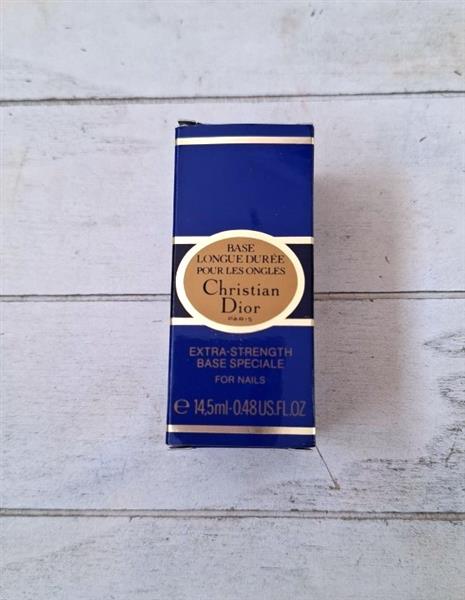 BASE
LONGUE DURÉE
POUR LES ONGLES
Christian
Dior
PARIS
EXTRA-STRENGTH
BASE SPECIALE
FOR NAILS
℮ 14,5ml-0.48 US.FL.OZ